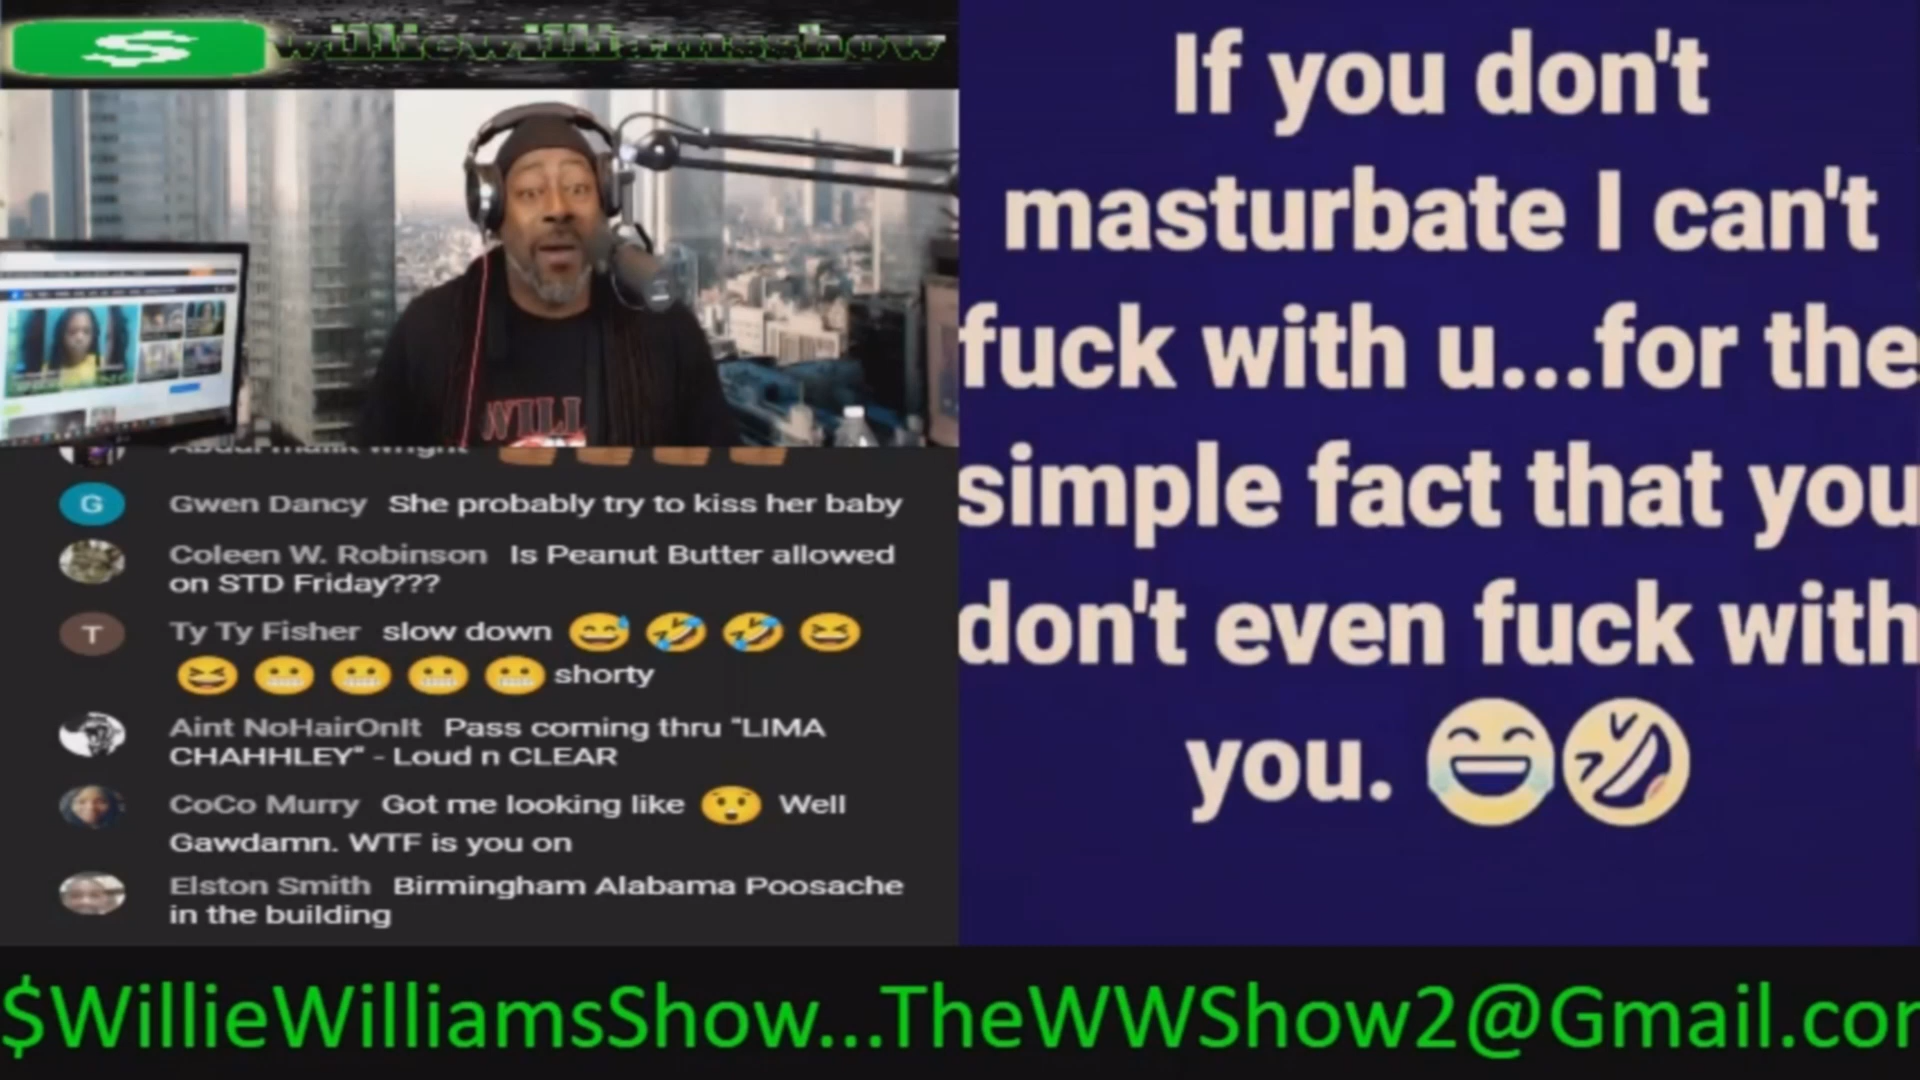 williewilliamsshow
WILL
Gwen Dancy She probably try to kiss her baby
Coleen W. Robinson Is Peanut Butter allowed
on STD Friday???
Ty Ty Fisher slow down 😅 🤣 🤣 😆
😆 😬 😬 😬 😬 shorty
Aint NoHairOnIt Pass coming thru "LIMA
CHAHHLEY" - Loud n CLEAR
CoCo Murry Got me looking like 😲 Well
Gawdamn. WTF is you on
Elston Smith Birmingham Alabama Poosache
in the building
If you don't
masturbate I can't
fuck with u...for the
simple fact that you
don't even fuck with
you. 😂🤣
$WillieWilliamsShow...TheWWShow2@Gmail.com